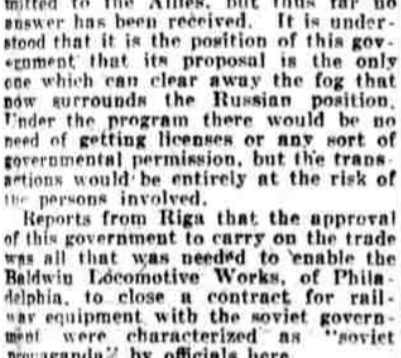 mitted to the Allies, but thus far no
answer has been received. It is under-
stood that it is the position of this gov-
ernment that its proposal is the only
one which can clear away the fog that
now surrounds the Russian position.
Under the program there would be no
need of getting licenses or any sort of
governmental permission, but the trans-
actions would be entirely at the risk of
the persons involved.
Reports from Riga that the approval
of this government to carry on the trade
was all that was needed to enable the
Baldwin Locomotive Works, of Phila-
delphia, to close a contract for rail-
way equipment with the soviet govern-
ment were characterized as "soviet
propaganda" by officials here.